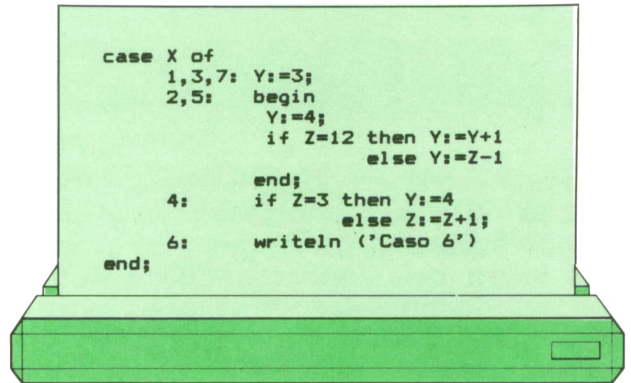 case X of
1,3,7: Y:=3;
2,5: begin
Y:=4;
if Z=12 then Y:=Y+1
else Y:=Z-1
end;
4: if Z=3 then Y:=4
else Z:=Z+1;
6: writeln ('Caso 6')
end;